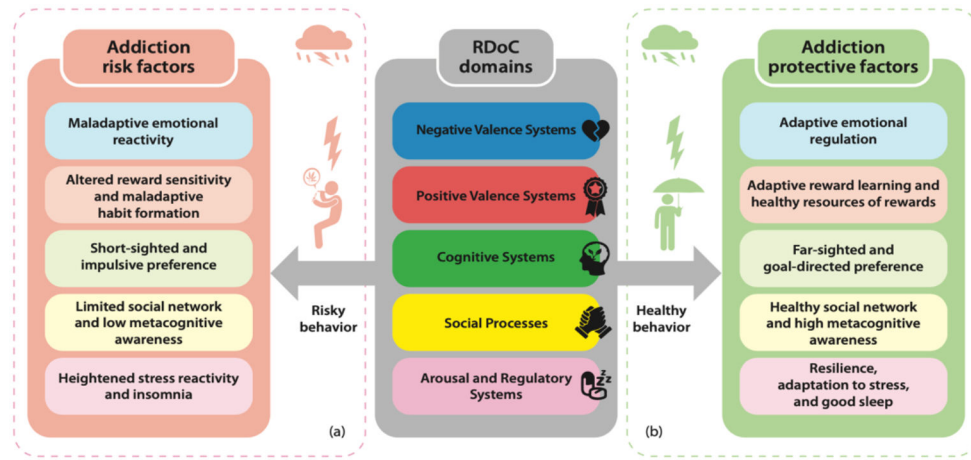 Addiction
risk factors
Maladaptive emotional
reactivity
Altered reward sensitivity
and maladaptive
habit formation
Short-sighted and
impulsive preference
Limited social network
and low metacognitive
awareness
Heightened stress reactivity
and insomnia
Risky
behavior
(a)
RDoC
domains
Negative Valence Systems
Positive Valence Systems
Cognitive Systems
Social Processes
Arousal and Regulatory
Systems
zzz
Healthy
behavior
(b)
Addiction
protective factors
Adaptive emotional
regulation
Adaptive reward learning and
healthy resources of rewards
Far-sighted and
goal-directed preference
Healthy social network
and high metacognitive
awareness
Resilience,
adaptation to stress,
and good sleep